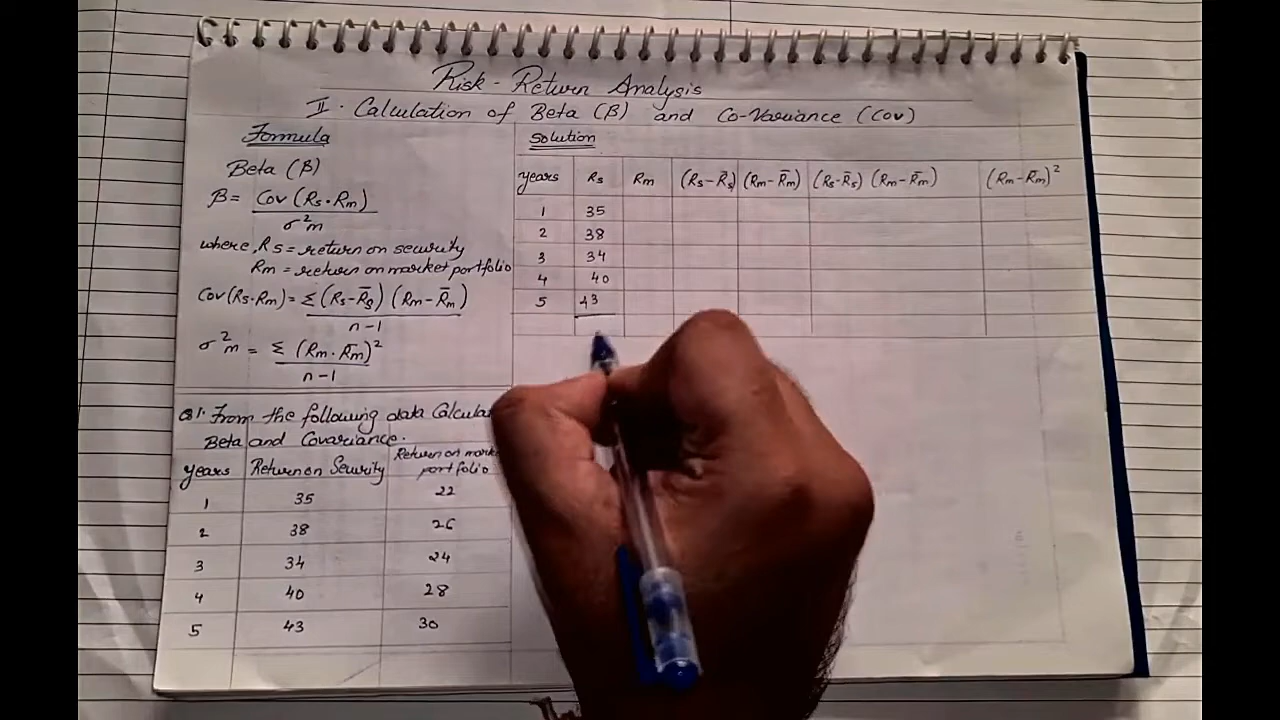 Risk - Return Analysis
II. Calculation of Beta (β) and Co-Variance (Cov)
Formula
Beta (β)
β = Cov (Rs·Rm)
σ²m
where, Rs = return on security
Rm = return on market portfolio
Cov (Rs·Rm) = Σ (Rs-R̄s) (Rm-R̄m)
n-1
σ²m = Σ (Rm·R̄m)²
n-1
Q1. From the following data
Beta and Covariance.
years Return on Security Return on portfolio
1 35 22
2 38 26
3 34 24
4 40 28
5 43 30
Solution
years Rs Rm (Rs-R̄s) (Rm-R̄m) (Rs-R̄s) (Rm-R̄m) (Rm-R̄m)²
1 35
2 38
3 34
4 40
5 43